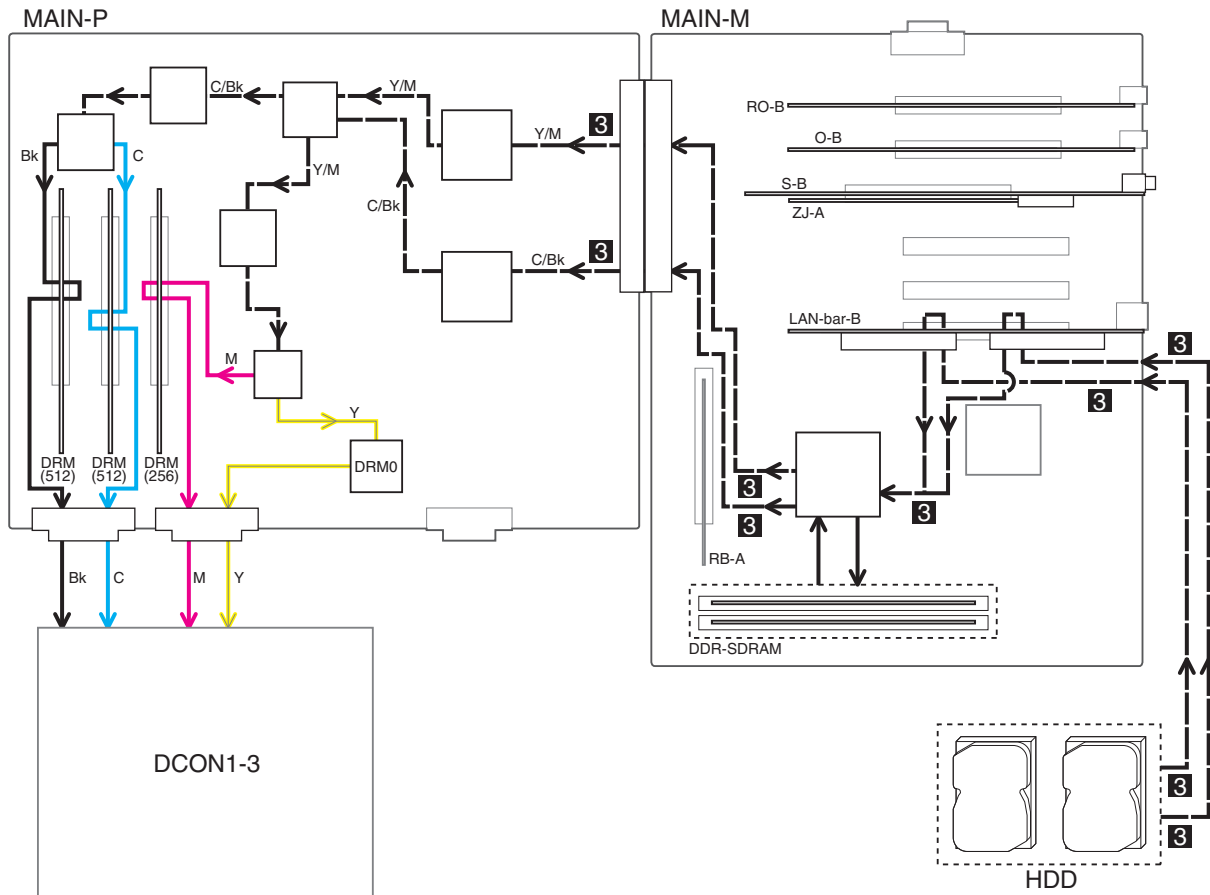 MAIN-P
MAIN-M
C/Bk
Y/M
Y/M
3
RO-B
O-B
Bk
C
Y/M
C/Bk
C/Bk
3
S-B
ZJ-A
LAN-bar-B
3
3
M
Y
DRM
(512)
DRM
(512)
DRM
(256)
DRM0
3
3
3
RB-A
Bk
C
M
Y
DDR-SDRAM
DCON1-3
3
3
HDD